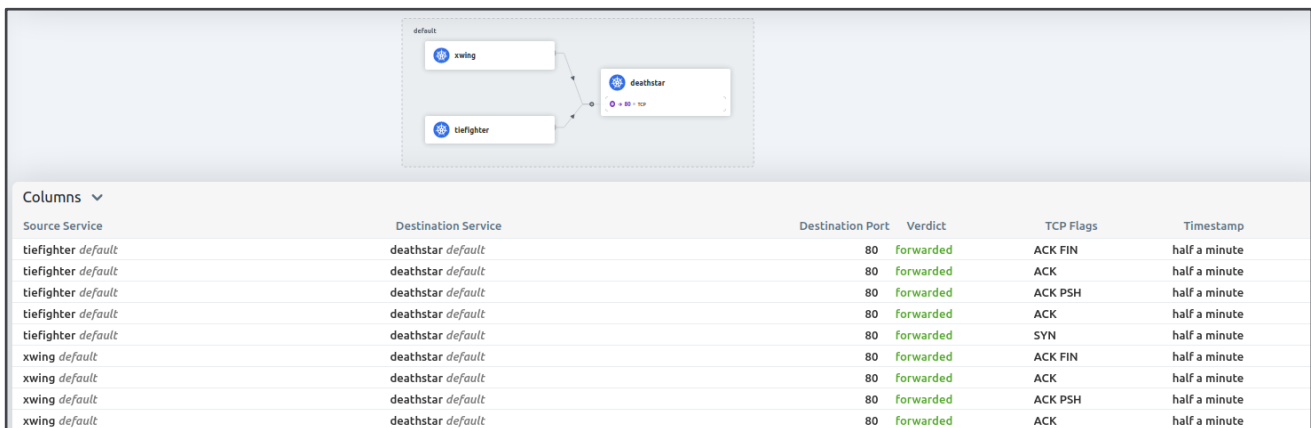 default
xwing
deathstar
→ 80 • TCP
tiefighter
Columns
Source Service Destination Service Destination Port Verdict TCP Flags Timestamp
tiefighter default deathstar default 80 forwarded ACK FIN half a minute
tiefighter default deathstar default 80 forwarded ACK half a minute
tiefighter default deathstar default 80 forwarded ACK PSH half a minute
tiefighter default deathstar default 80 forwarded ACK half a minute
tiefighter default deathstar default 80 forwarded SYN half a minute
xwing default deathstar default 80 forwarded ACK FIN half a minute
xwing default deathstar default 80 forwarded ACK half a minute
xwing default deathstar default 80 forwarded ACK PSH half a minute
xwing default deathstar default 80 forwarded ACK half a minute